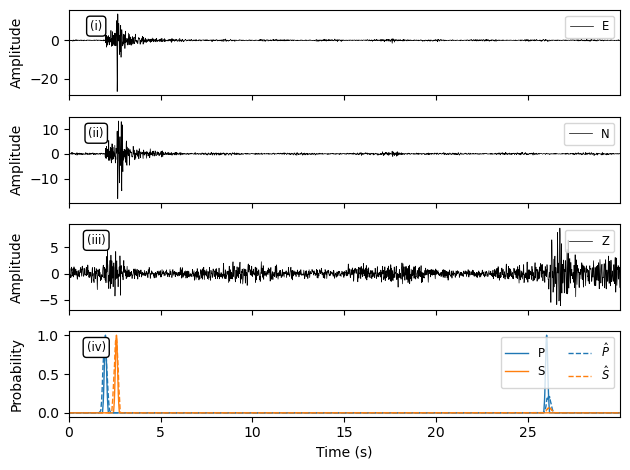 Amplitude
0
−20
(i)
E
Amplitude
10
0
−10
(ii)
N
Amplitude
5
0
−5
(iii)
Z
Probability
1.0
0.5
0.0
(iv)
P
S
P̂
Ŝ
0 5 10 15 20 25
Time (s)